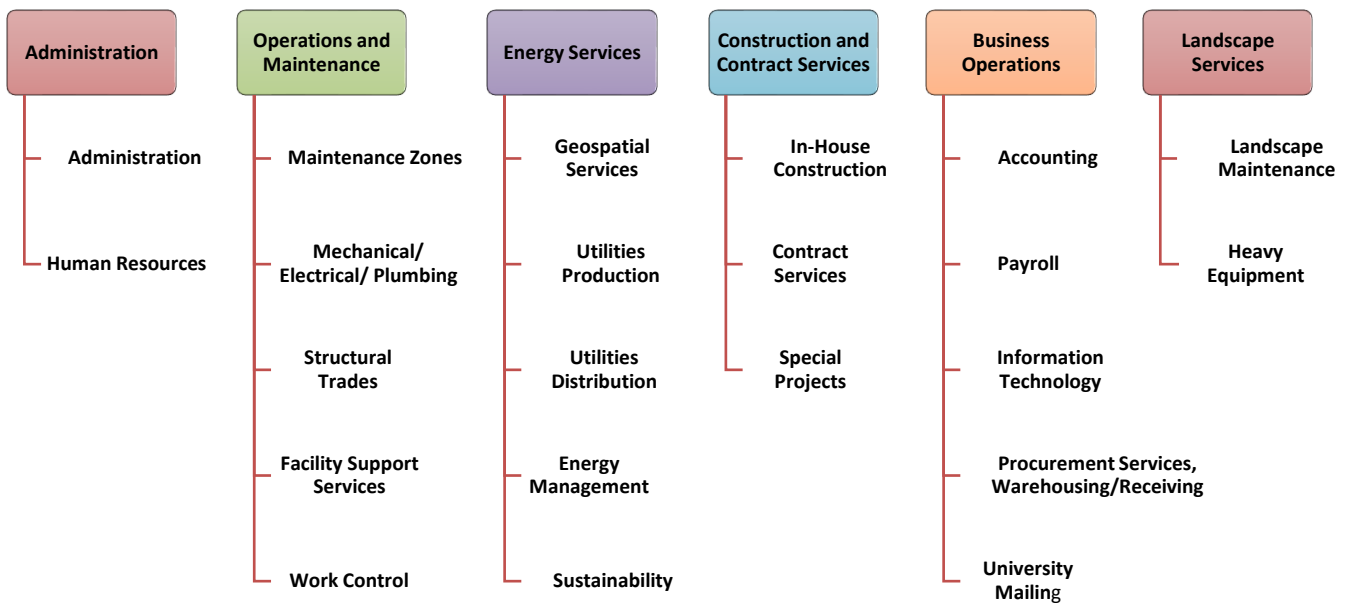 Administration
Operations and
Maintenance
Energy Services
Construction and
Contract Services
Business
Operations
Landscape
Services
Administration
Human Resources
Maintenance Zones
Mechanical/
Electrical/ Plumbing
Structural
Trades
Facility Support
Services
Work Control
Geospatial
Services
Utilities
Production
Utilities
Distribution
Energy
Management
Sustainability
In-House
Construction
Contract
Services
Special
Projects
Accounting
Payroll
Information
Technology
Procurement Services,
Warehousing/Receiving
University
Mailing
Landscape
Maintenance
Heavy
Equipment